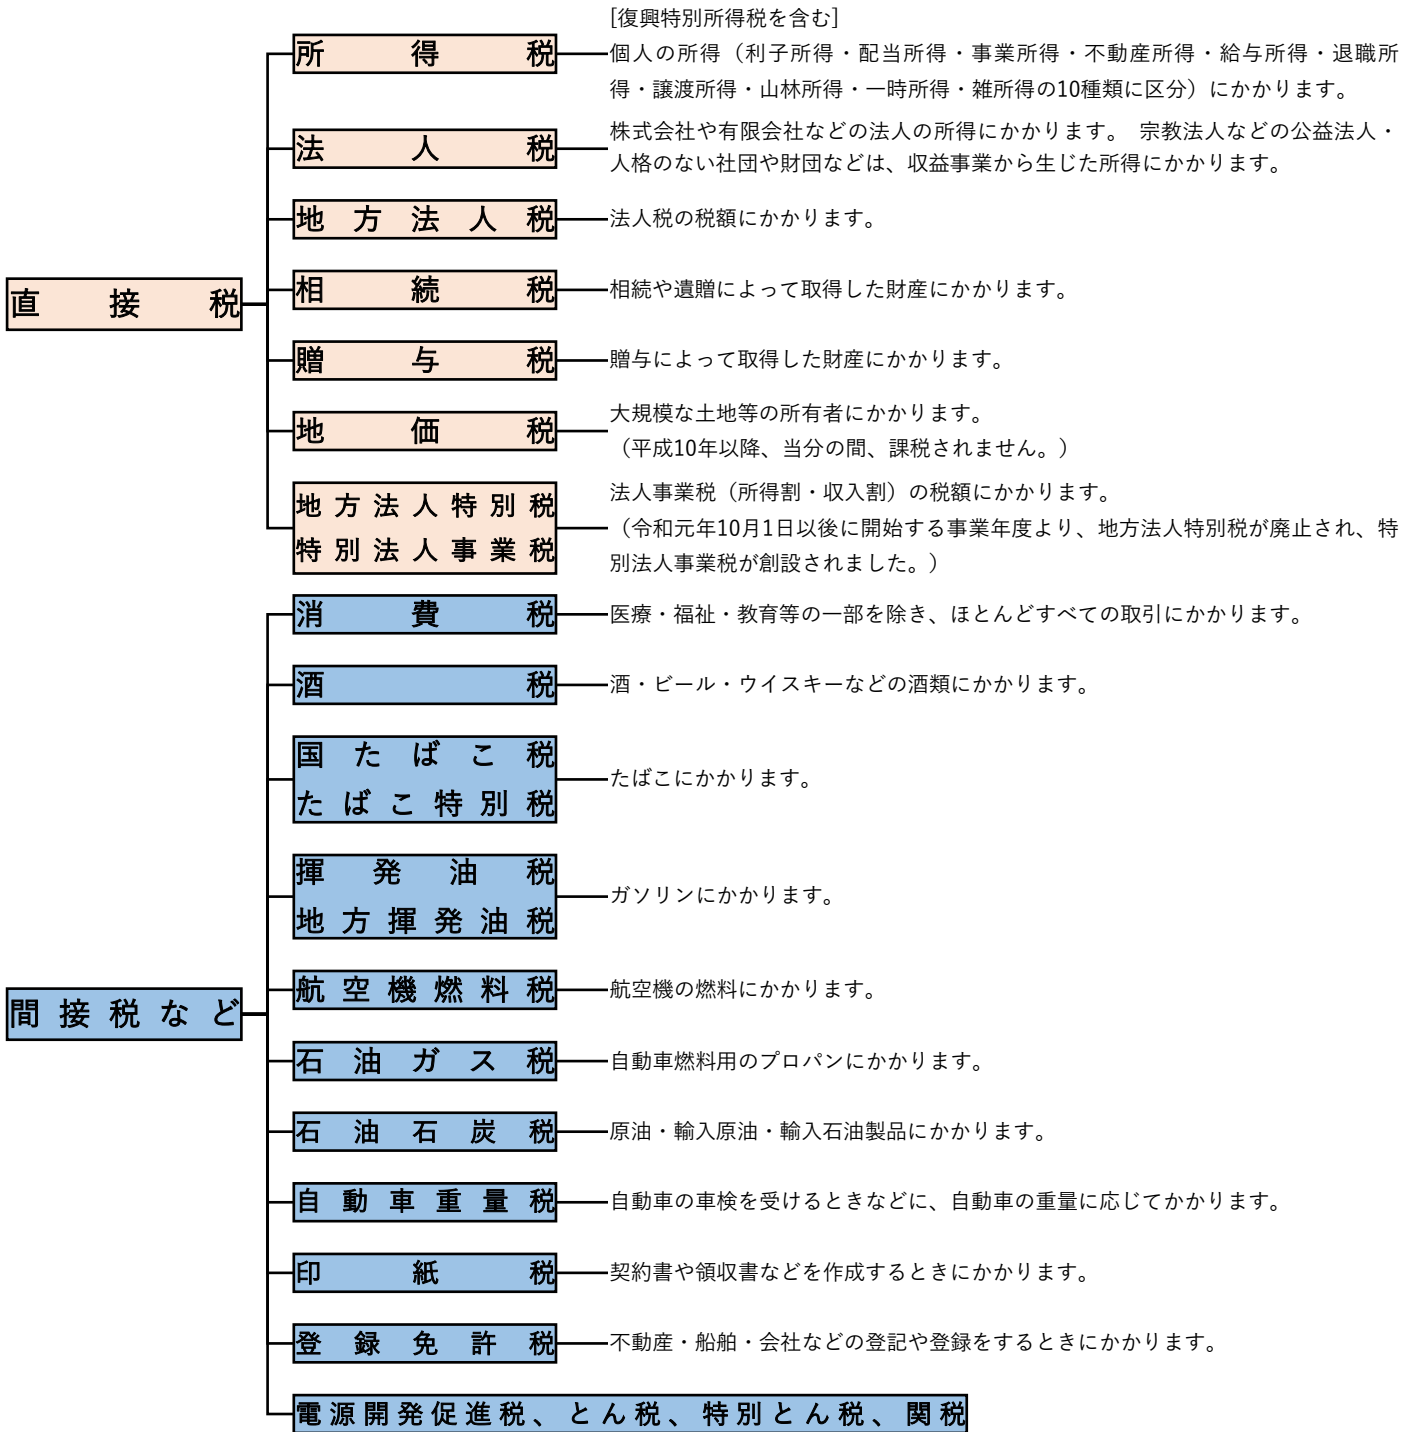 [復興特別所得税を含む]
所得税
個人の所得（利子所得・配当所得・事業所得・不動産所得・給与所得・退職所
得・譲渡所得・山林所得・一時所得・雑所得の10種類に区分）にかかります。
法人税
株式会社や有限会社などの法人の所得にかかります。 宗教法人などの公益法人・
人格のない社団や財団などは、収益事業から生じた所得にかかります。
地方法人税
法人税の税額にかかります。
直接税
相続税
相続や遺贈によって取得した財産にかかります。
贈与税
贈与によって取得した財産にかかります。
地価税
大規模な土地等の所有者にかかります。
（平成10年以降、当分の間、課税されません。）
地方法人特別税
特別法人事業税
法人事業税（所得割・収入割）の税額にかかります。
（令和元年10月1日以後に開始する事業年度より、地方法人特別税が廃止され、特
別法人事業税が創設されました。）
消費税
医療・福祉・教育等の一部を除き、ほとんどすべての取引にかかります。
酒税
酒・ビール・ウイスキーなどの酒類にかかります。
国たばこ税
たばこ特別税
たばこにかかります。
揮発油税
地方揮発油税
ガソリンにかかります。
間接税など
航空機燃料税
航空機の燃料にかかります。
石油ガス税
自動車燃料用のプロパンにかかります。
石油石炭税
原油・輸入原油・輸入石油製品にかかります。
自動車重量税
自動車の車検を受けるときなどに、自動車の重量に応じてかかります。
印紙税
契約書や領収書などを作成するときにかかります。
登録免許税
不動産・船舶・会社などの登記や登録をするときにかかります。
電源開発促進税、とん税、特別とん税、関税